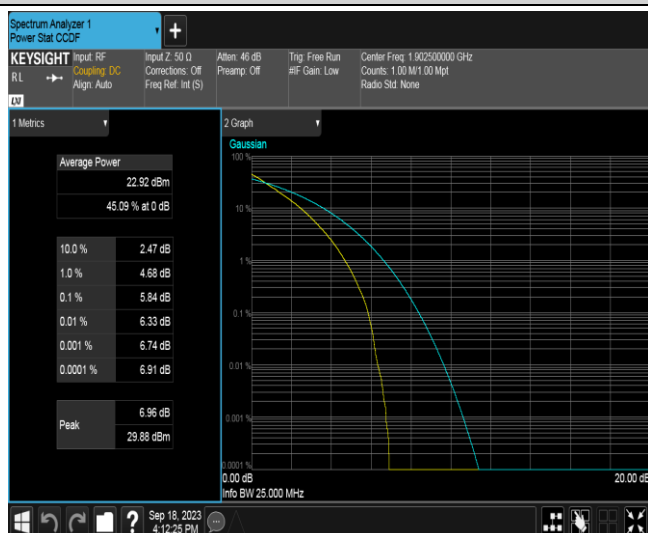 Spectrum Analyzer 1
Power Stat CCDF
+
KEYSIGHT
RL
LXI
Input: RF
Coupling: DC
Align: Auto
Input Z: 50 Ω
Corrections: Off
Freq Ref: Int (S)
Atten: 46 dB
Preamp: Off
Trig: Free Run
#IF Gain: Low
Center Freq: 1.902500000 GHz
Counts: 1.00 M/1.00 Mpt
Radio Std: None
1 Metrics
Average Power
22.92 dBm
45.09 % at 0 dB
10.0 % 2.47 dB
1.0 % 4.68 dB
0.1 % 5.84 dB
0.01 % 6.33 dB
0.001 % 6.74 dB
0.0001 % 6.91 dB
Peak
6.96 dB
29.88 dBm
2 Graph
Gaussian
100 %
10 %
1 %
0.1 %
0.01 %
0.001 %
0.0001 %
0.00 dB 20.00 dB
Info BW 25.000 MHz
?
Sep 18, 2023
4:12:25 PM